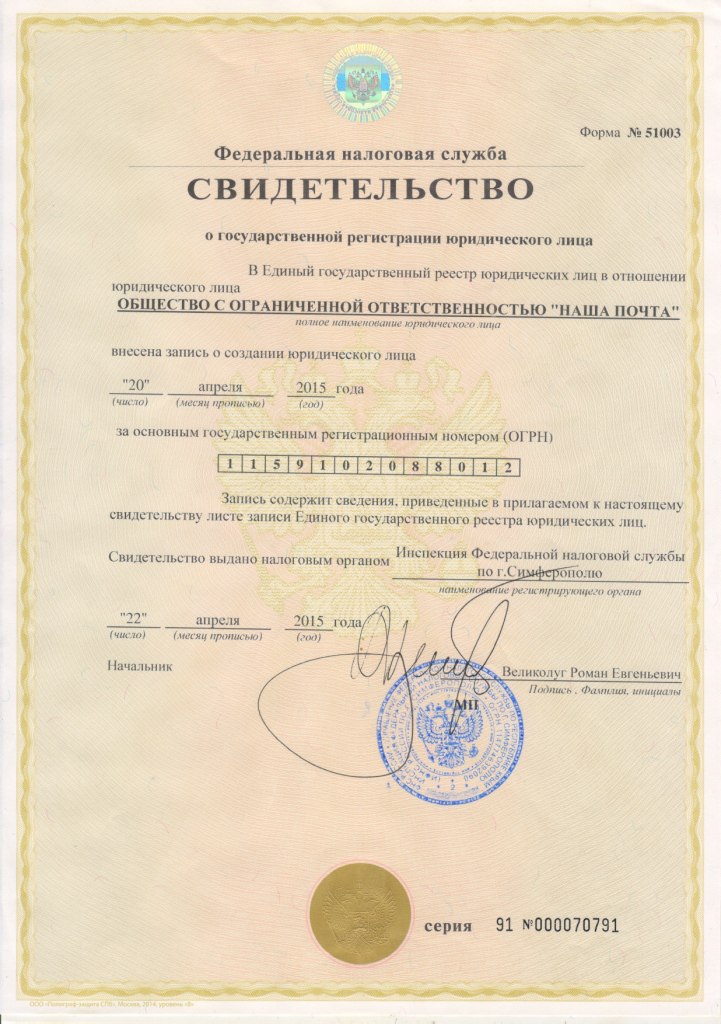 Форма № 51003
Федеральная налоговая служба
СВИДЕТЕЛЬСТВО
о государственной регистрации юридического лица
В Единый государственный реестр юридических лиц в отношении
юридического лица
ОБЩЕСТВО С ОГРАНИЧЕННОЙ ОТВЕТСТВЕННОСТЬЮ "НАША ПОЧТА"
полное наименование юридического лица
внесена запись о создании юридического лица
"20" апреля 2015 года
(число) (месяц прописью) (год)
за основным государственным регистрационным номером (ОГРН)
1 1 5 9 1 0 2 0 8 8 0 1 2
Запись содержит сведения, приведенные в прилагаемом к настоящему
свидетельству листе записи Единого государственного реестра юридических лиц.
Свидетельство выдано налоговым органом Инспекция Федеральной налоговой службы
по г.Симферополю
наименование регистрирующего органа
"22" апреля 2015 года
(число) (месяц прописью) (год)
Начальник
Великолуг Роман Евгеньевич
Подпись , Фамилия, инициалы
МП
серия 91 №000070791
ООО «Полиграф-защита СПб», Москва, 2014, уровень «В»